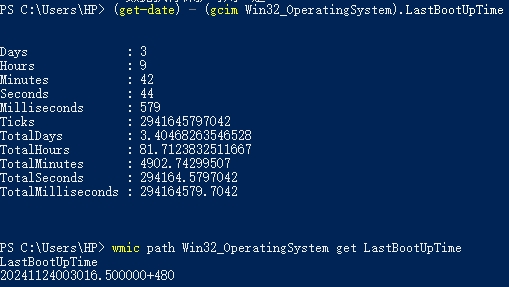 PS C:\Users\HP> (get-date) - (gcim Win32_OperatingSystem).LastBootUpTime
Days : 3
Hours : 9
Minutes : 42
Seconds : 44
Milliseconds : 579
Ticks : 2941645797042
TotalDays : 3.40468263546528
TotalHours : 81.7123832511667
TotalMinutes : 4902.74299507
TotalSeconds : 294164.5797042
TotalMilliseconds : 294164579.7042
PS C:\Users\HP> wmic path Win32_OperatingSystem get LastBootUpTime
LastBootUpTime
20241124003016.500000+480